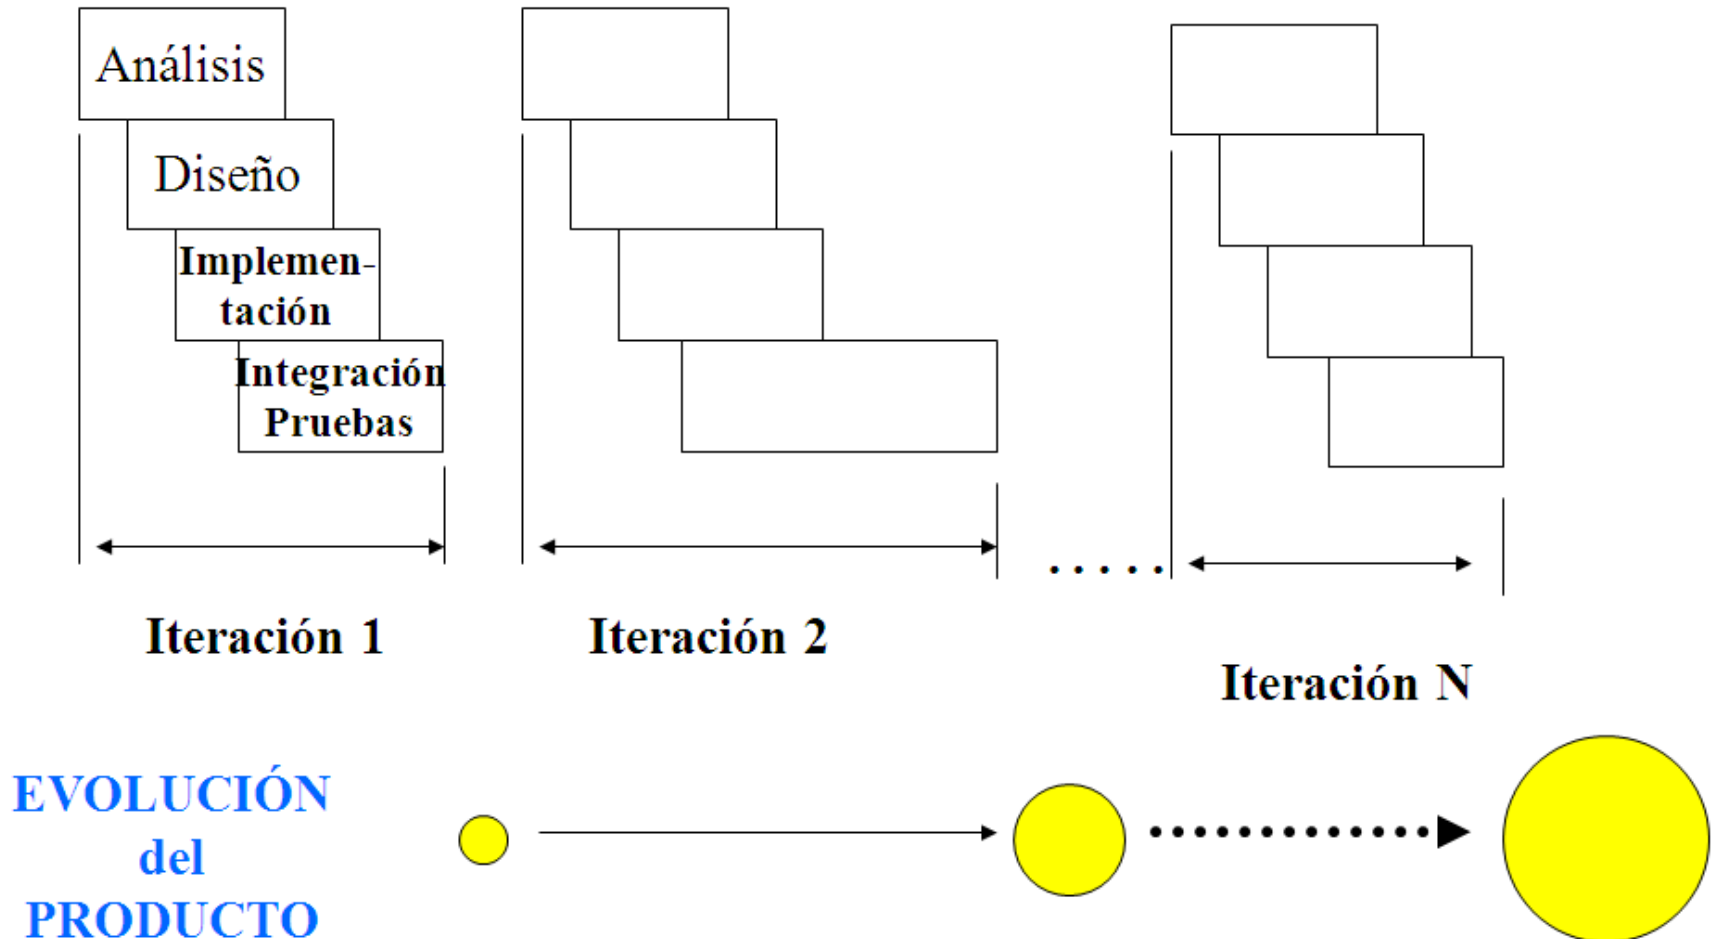 Análisis
Diseño
Implemen-
tación
Integración
Pruebas
. . . . .
Iteración 1
Iteración 2
Iteración N
EVOLUCIÓN
del
PRODUCTO